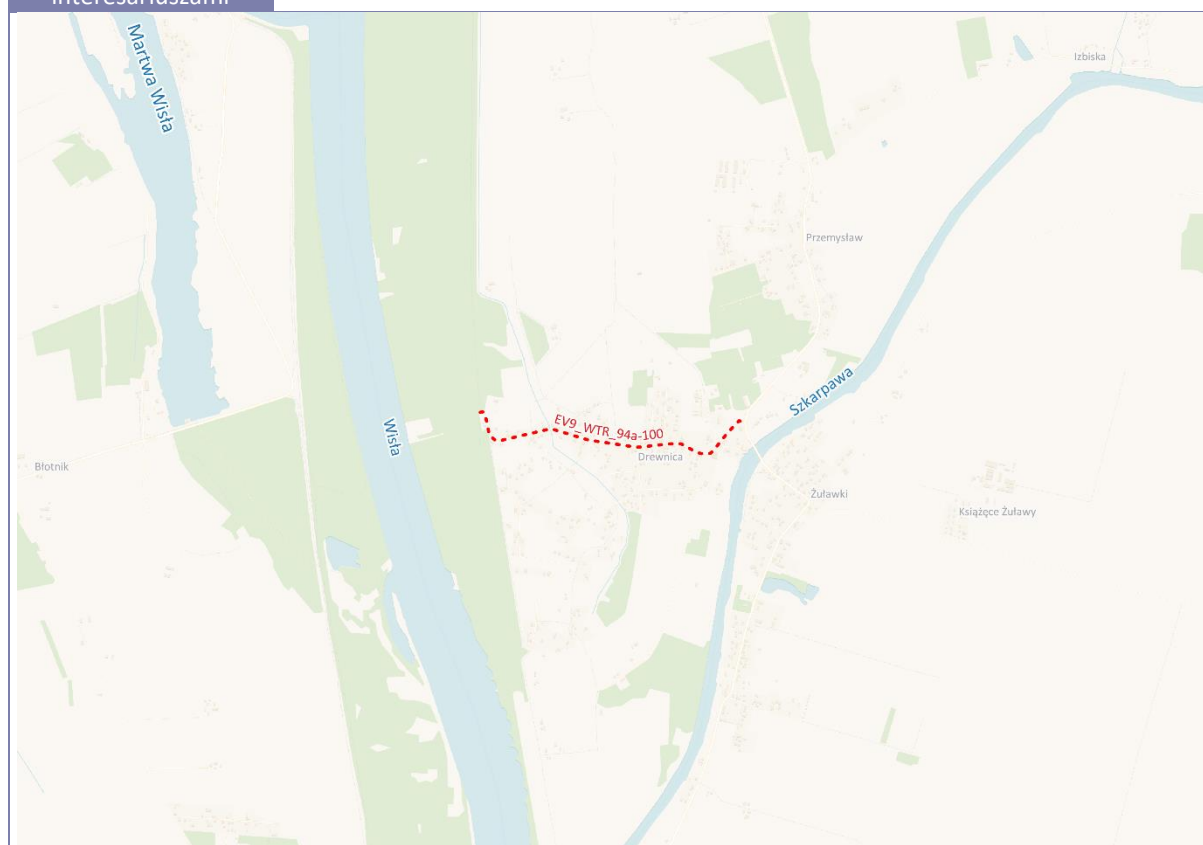 interesariuszami
Martwa Wisła
Izbiska
Przemysław
Szkarpawa
EV9_WTR_94a-100
Wisła
Drewnica
Błotnik
Żuławki
Książęce Żuławy